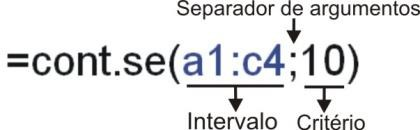 Separador de argumentos
=cont.se(a1:c4;10)
Intervalo Critério